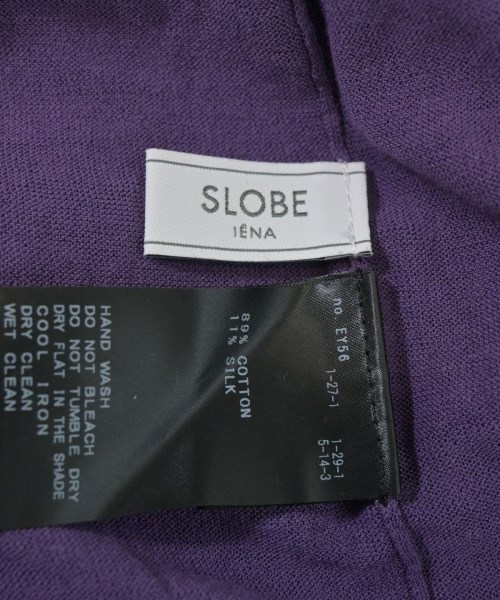 SLOBE
IÉNA
no. EY56
1-27-1
1-29-1
5-14-3
89% COTTON
11% SILK
HAND WASH
DO NOT BLEACH
DO NOT TUMBLE DRY
DRY FLAT IN THE SHADE
COOL IRON
DRY CLEAN
WET CLEAN